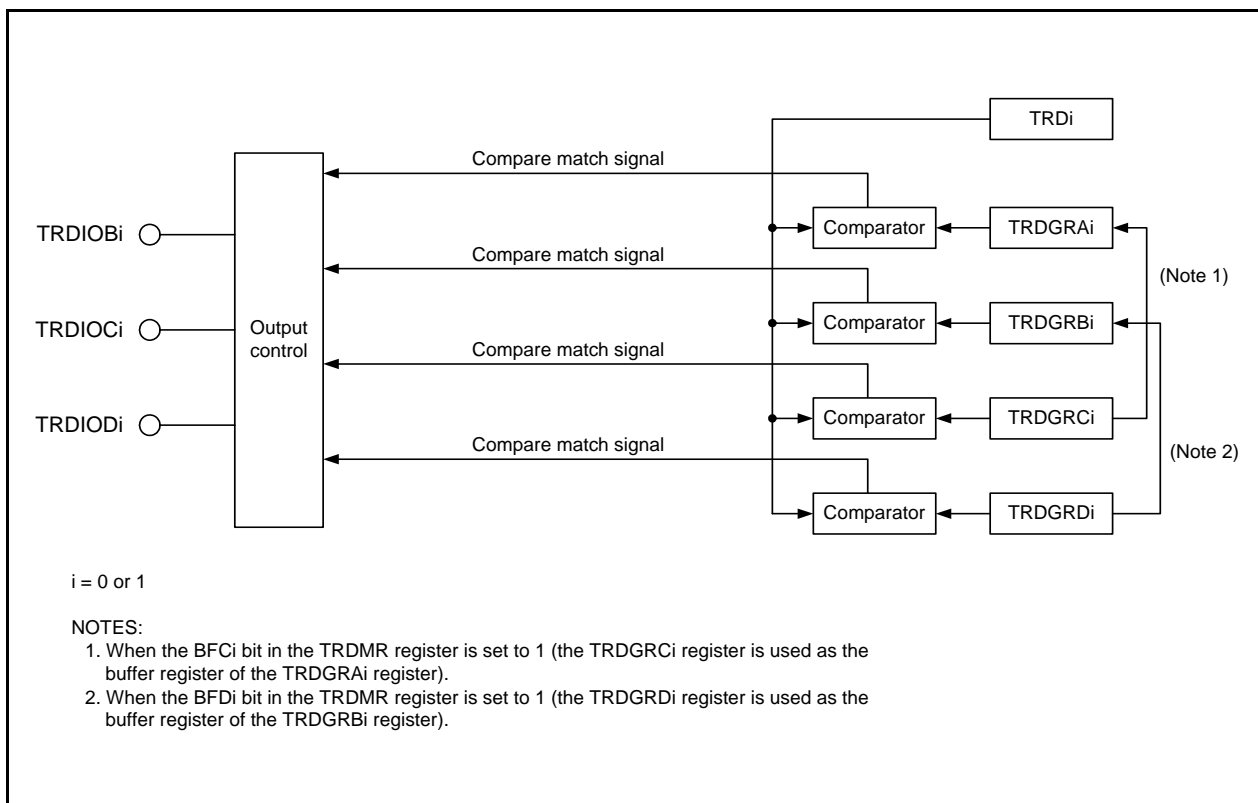 TRDi
Compare match signal
Comparator
TRDGRAi
TRDIOBi
Compare match signal
(Note 1)
Comparator
TRDGRBi
TRDIOCi
Output
control
Compare match signal
Comparator
TRDGRCi
TRDIODi
Compare match signal
(Note 2)
Comparator
TRDGRDi
i = 0 or 1
NOTES:
1. When the BFCi bit in the TRDMR register is set to 1 (the TRDGRCi register is used as the
buffer register of the TRDGRAi register).
2. When the BFDi bit in the TRDMR register is set to 1 (the TRDGRDi register is used as the
buffer register of the TRDGRBi register).